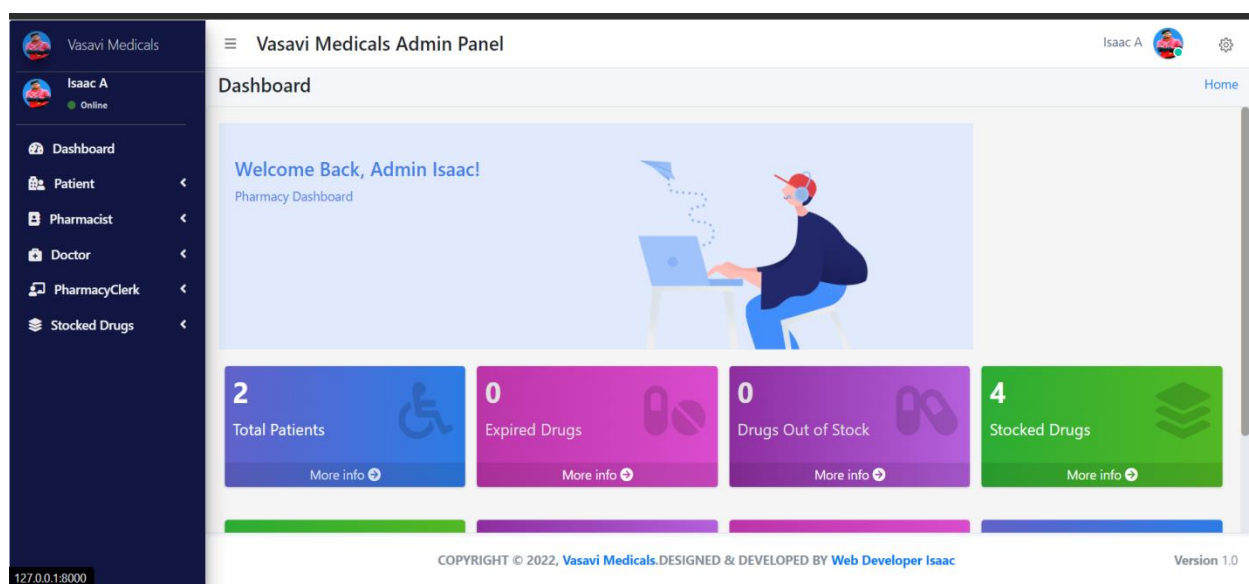 Vasavi Medicals
Isaac A
Online
Dashboard
Patient
Pharmacist
Doctor
PharmacyClerk
Stocked Drugs
127.0.0.1:8000
Vasavi Medicals Admin Panel
Isaac A
Dashboard
Home
Welcome Back, Admin Isaac!
Pharmacy Dashboard
2
Total Patients
More info
0
Expired Drugs
More info
0
Drugs Out of Stock
More info
4
Stocked Drugs
More info
COPYRIGHT © 2022, Vasavi Medicals.DESIGNED & DEVELOPED BY Web Developer Isaac
Version 1.0